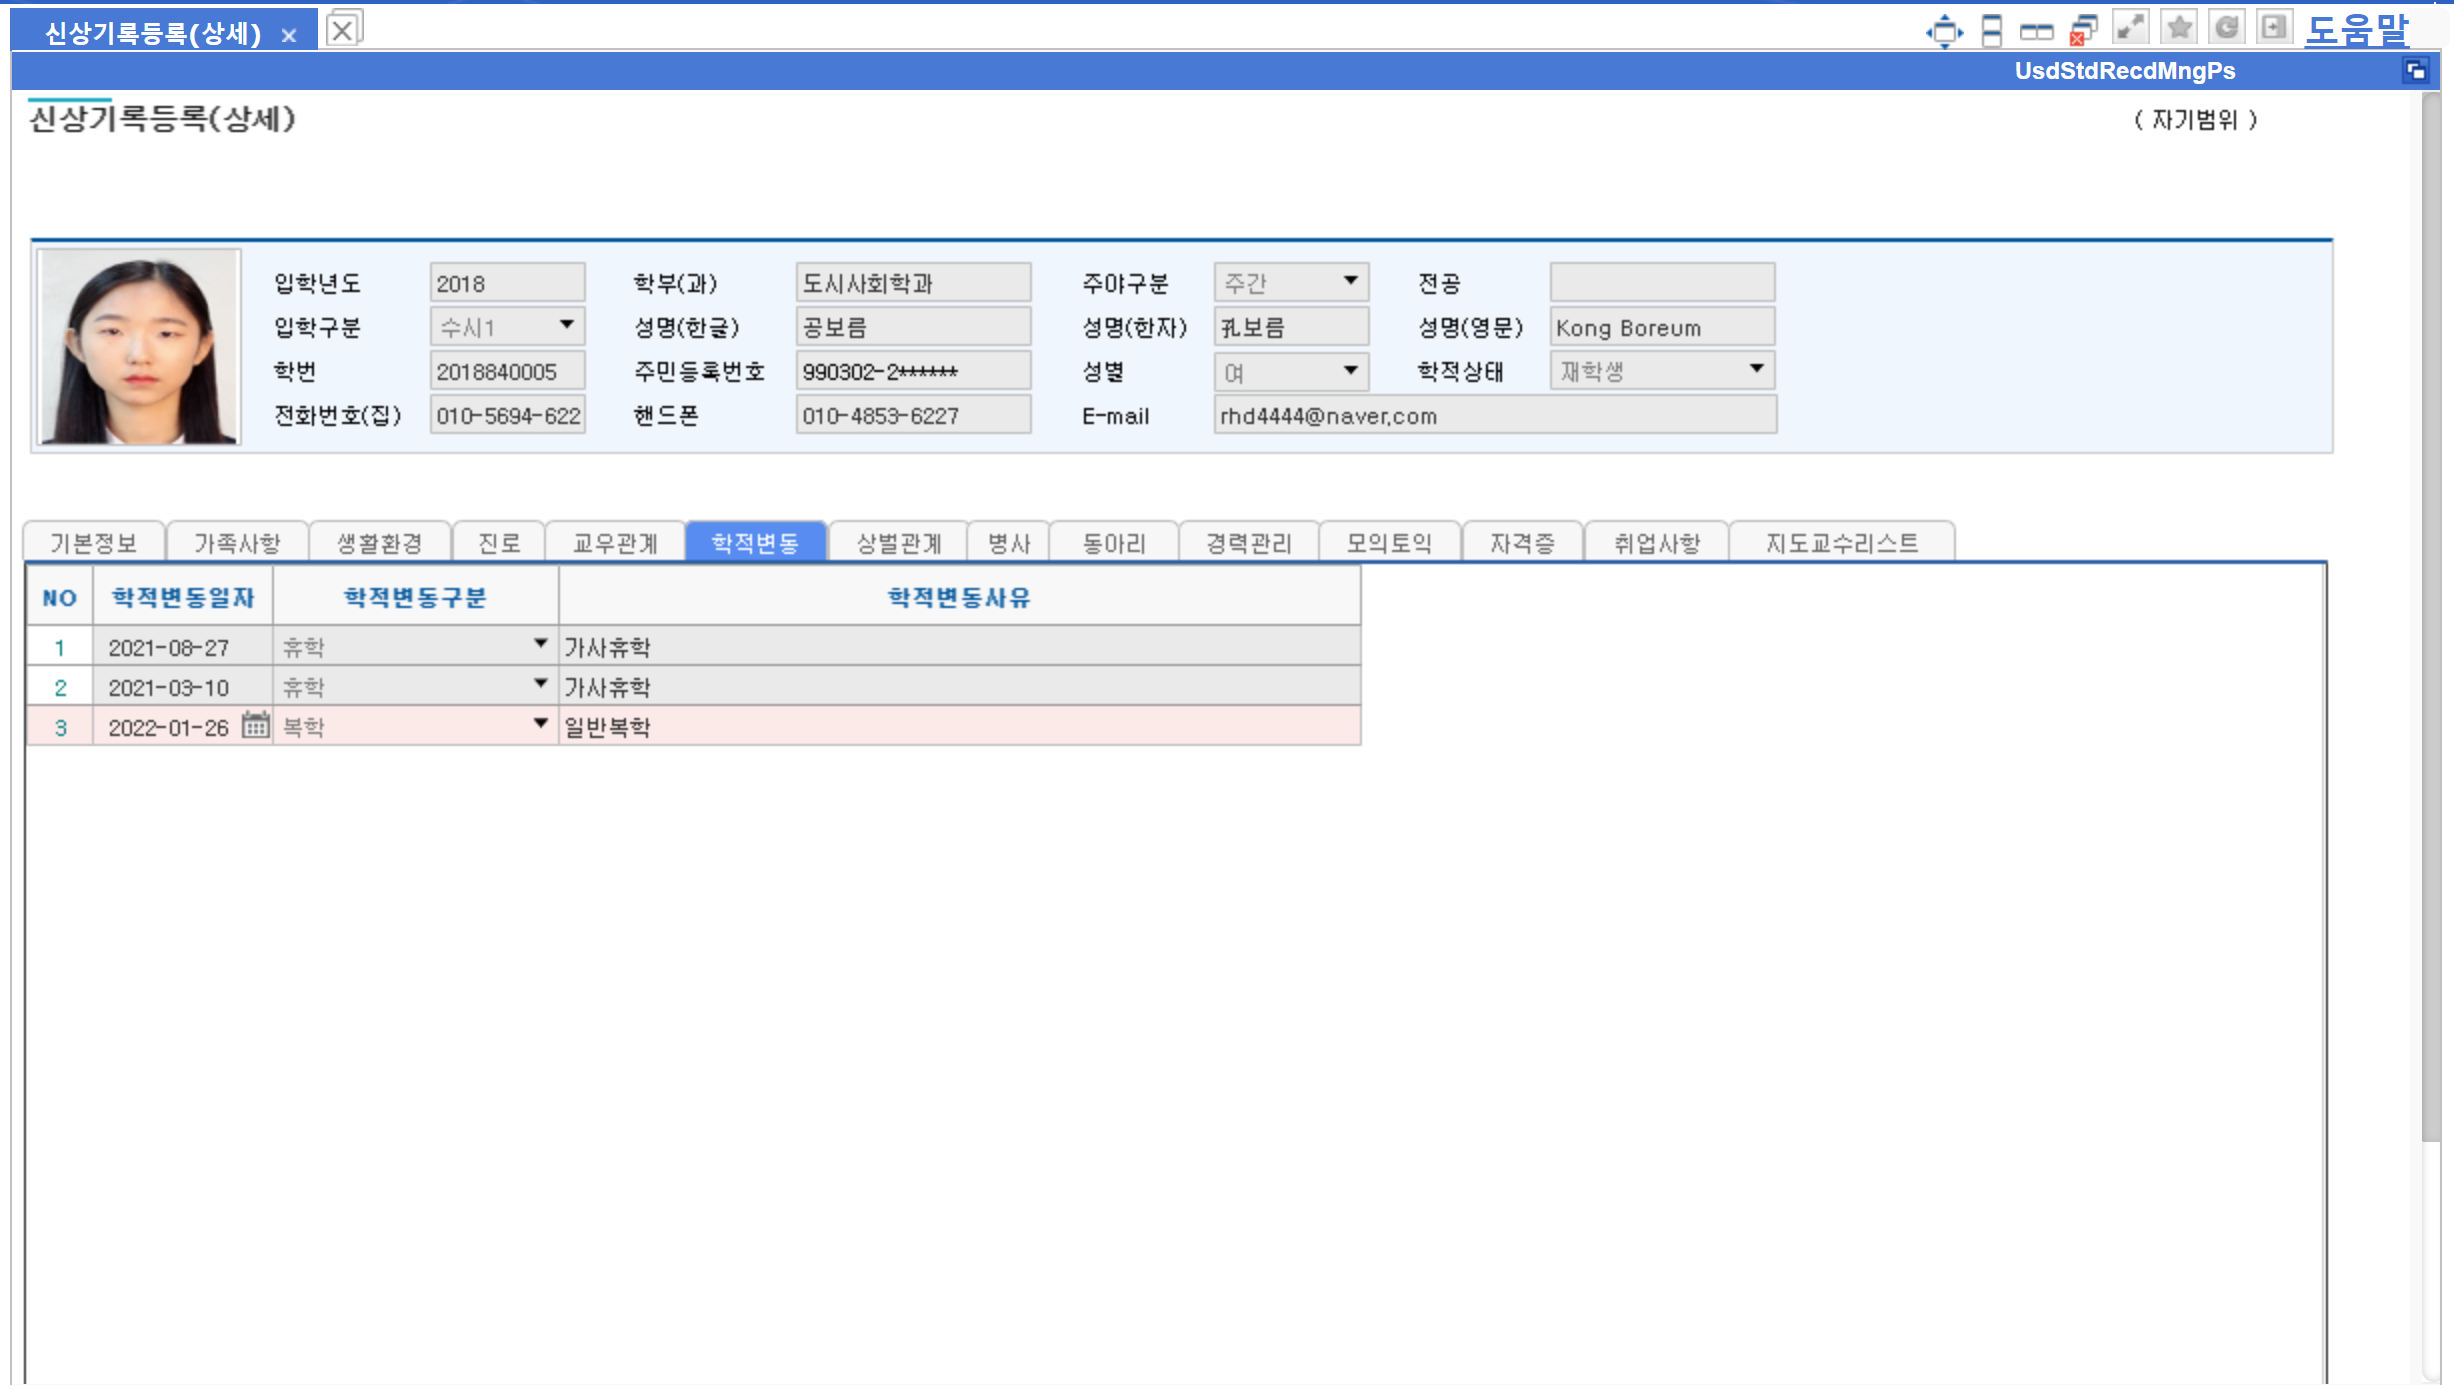 신상기록등록(상세) x
도움말
UsdStdRecdMngPs
신상기록등록(상세)
( 자기범위 )
입학년도 2018 학부(과) 도시사회학과 주야구분 주간 전공
입학구분 수시1 성명(한글) 공보름 성명(한자) 孔보름 성명(영문) Kong Boreum
학번 2018840005 주민등록번호 990302-2****** 성별 여 학적상태 재학생
전화번호(집) 010-5694-622 핸드폰 010-4853-6227 E-mail rhd4444@naver.com
기본정보 가족사항 생활환경 진로 교우관계 학적변동 상벌관계 병사 동아리 경력관리 모의토익 자격증 취업사항 지도교수리스트
NO 학적변동일자 학적변동구분 학적변동사유
1 2021-08-27 휴학 가사휴학
2 2021-03-10 휴학 가사휴학
3 2022-01-26 복학 일반복학